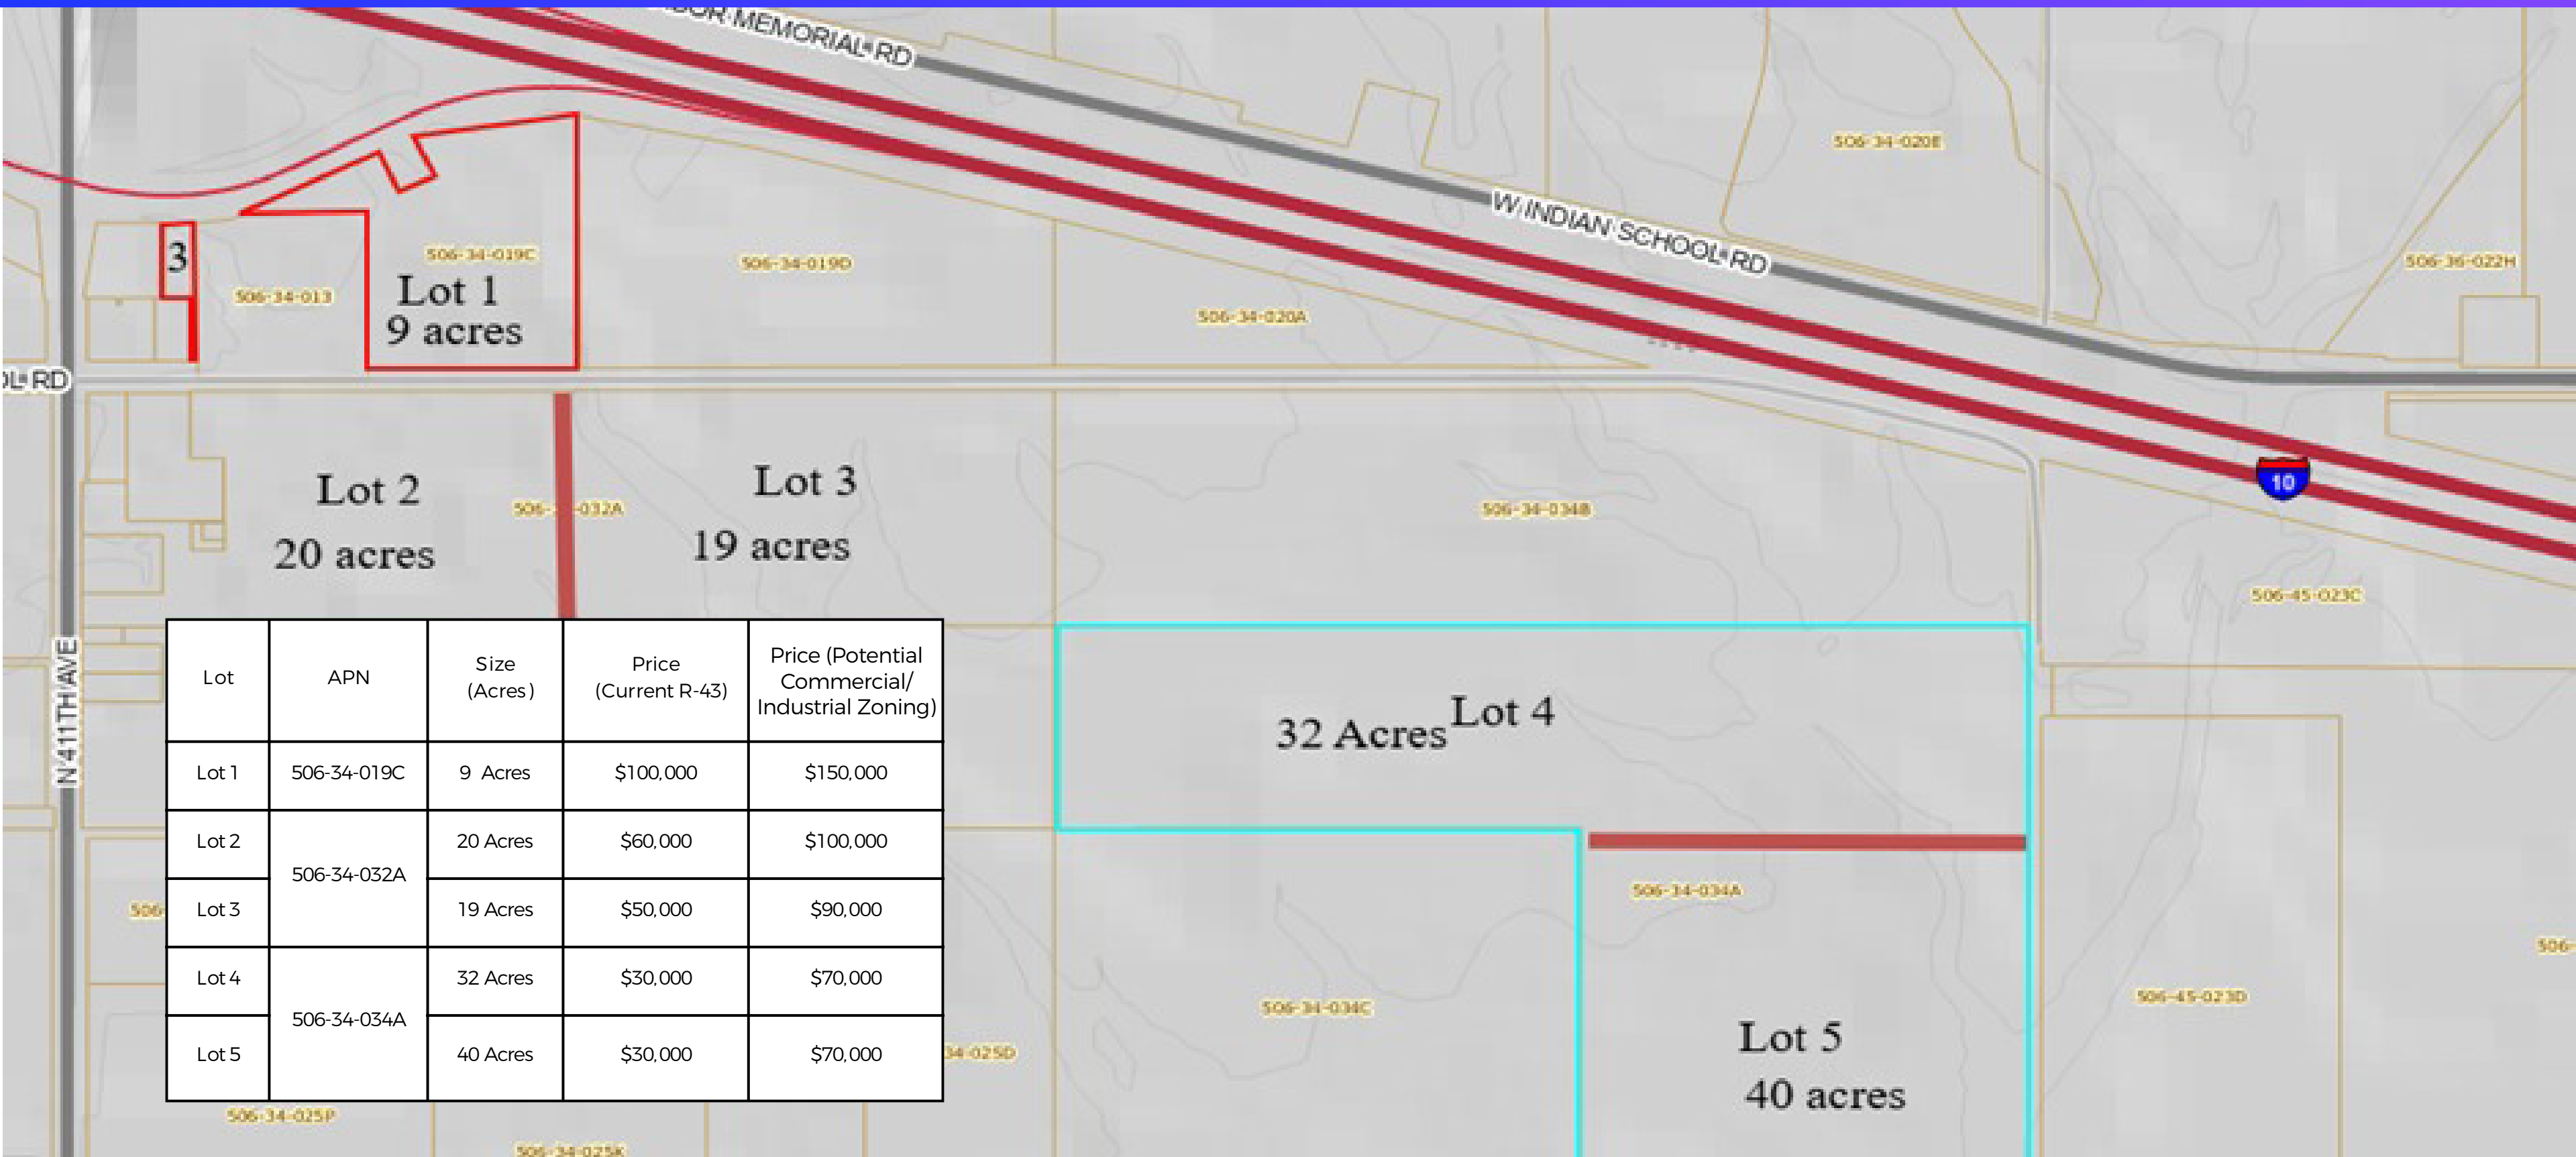 MEMORIAL RD
506-34-020E
W INDIAN SCHOOL RD
3
506-34-019C
506-34-019D
506-36-022H
506-34-013
Lot 1
9 acres
506-34-020A
RD
10
Lot 2
20 acres
Lot 3
19 acres
506-
-032A
506-34-034B
506-45-023C
N 411TH AVE
Lot
APN
Size
(Acres)
Price
(Current R-43)
Price (Potential
Commercial/
Industrial Zoning)
Lot 1
506-34-019C
9 Acres
$100,000
$150,000
Lot 2
506-34-032A
20 Acres
$60,000
$100,000
Lot 3
19 Acres
$50,000
$90,000
Lot 4
506-34-034A
32 Acres
$30,000
$70,000
Lot 5
40 Acres
$30,000
$70,000
32 Acres
Lot 4
506-34-034A
506-
506-
506-34-034C
506-45-023D
34-025D
Lot 5
40 acres
506-34-025P
506-34-025K